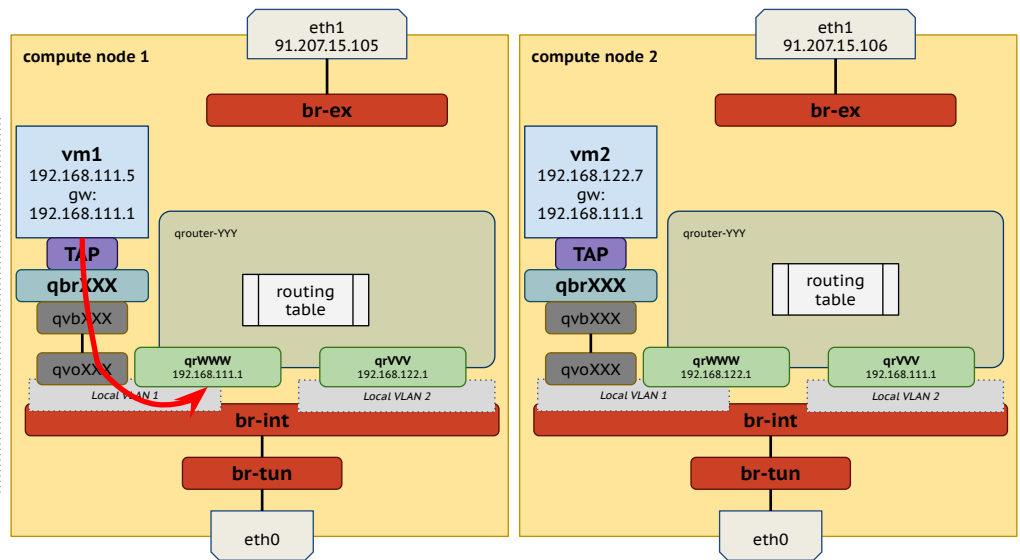 eth1
91.207.15.105
compute node 1
br-ex
vm1
192.168.111.5
gw:
192.168.111.1
qrouter-YYY
TAP
qbrXXX
routing
table
qvbXXX
qvoXXX
qrWWW
192.168.111.1
qrVVV
192.168.122.1
Local VLAN 1
Local VLAN 2
br-int
br-tun
eth0
eth1
91.207.15.106
compute node 2
br-ex
vm2
192.168.122.7
gw:
192.168.111.1
qrouter-YYY
TAP
qbrXXX
routing
table
qvbXXX
qvoXXX
qrWWW
192.168.122.1
qrVVV
192.168.111.1
Local VLAN 1
Local VLAN 2
br-int
br-tun
eth0